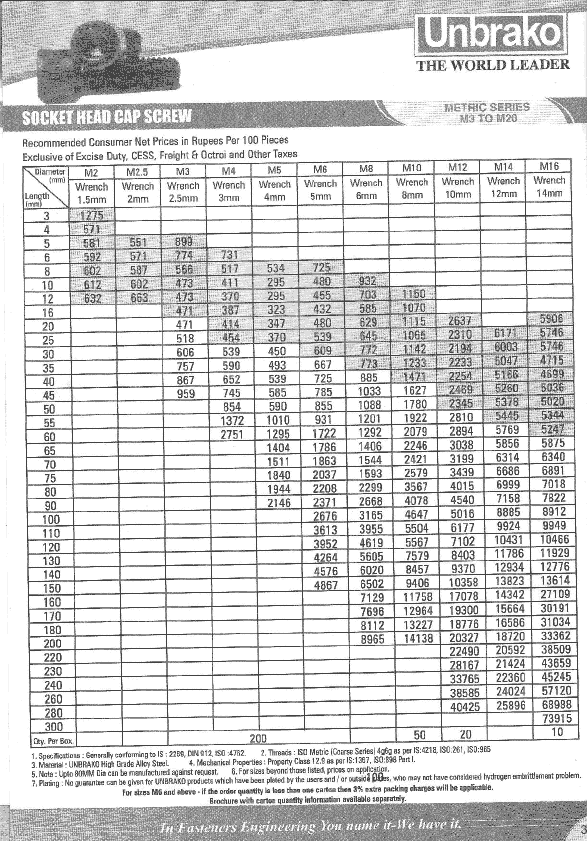 Unbrako
THE WORLD LEADER
SOCKET HEAD CAP SCREW
METRIC SERIES
M3 TO M20
Recommended Consumer Net Prices in Rupees Per 100 Pieces
Exclusive of Excise Duty, CESS, Freight & Octroi and Other Taxes
Diameter (mm) M2 M2.5 M3 M4 M5 M6 M8 M10 M12 M14 M16
Length (mm) Wrench Wrench Wrench Wrench Wrench Wrench Wrench Wrench Wrench Wrench Wrench
1.5mm 2mm 2.5mm 3mm 4mm 5mm 6mm 8mm 10mm 12mm 14mm
3 1275
4 571
5 581 551 899
6 592 571 774 731
8 602 587 566 517 534 725
10 612 602 473 411 295 480 932
12 632 663 473 370 295 455 703 1150
16 471 387 323 432 585 1070
20 471 414 347 480 629 1115 2637 5906
25 518 454 370 539 645 1065 2310 6171 5746
30 606 539 450 609 772 1142 2194 6003 5746
35 757 590 493 667 773 1233 2233 5047 4715
40 867 652 539 725 885 1471 2254 5166 4699
45 959 745 585 785 1033 1627 2469 5260 5036
50 854 590 855 1088 1780 2345 5378 5020
55 1372 1010 931 1201 1922 2810 5445 5344
60 2751 1295 1722 1292 2079 2894 5769 5247
65 1404 1786 1406 2246 3038 5856 5875
70 1511 1863 1544 2421 3199 6314 6340
75 1840 2037 1593 2579 3439 6686 6891
80 1944 2208 2299 3567 4015 6999 7018
90 2146 2371 2668 4078 4540 7158 7822
100 2676 3165 4647 5016 8885 8912
110 3613 3955 5504 6177 9924 9949
120 3952 4619 5567 7102 10431 10466
130 4264 5605 7579 8403 11786 11929
140 4576 6020 8457 9370 12934 12776
150 4867 6502 9406 10358 13823 13614
160 7129 11758 17078 14342 27109
170 7696 12964 19300 15664 30191
180 8112 13227 18776 16586 31034
200 8965 14138 20327 18720 33362
220 22490 20592 38509
230 28167 21424 43659
240 33765 22360 45245
260 38585 24024 57120
280 40425 25896 68988
300 73915
Qty. Per Box. 200 50 20 10
1. Specifications : Generally conforming to IS : 2269, DIN 912, ISO :4762. 2. Threads : ISO Metric (Coarse Series) 4g6g as per IS:4218, ISO:261, ISO:965
3. Material : UNBRAKO High Grade Alloy Steel. 4. Mechanical Properties : Property Class 12.9 as per IS:1367, ISO:898 Part I.
5. Note : Upto 80MM Dia can be manufactured against request. 6. For sizes beyond those listed, prices on application.
7. Plating : No guarantee can be given for UNBRAKO products which have been plated by the users and / or outside 100 who may not have considered hydrogen embrittlement problem.
For sizes M6 and above - if the order quantity is less than one carton then 3% extra packing charges will be applicable.
Brochure with carton quantity information available separately.
In Fasteners Engineering You name it-We have it.
3